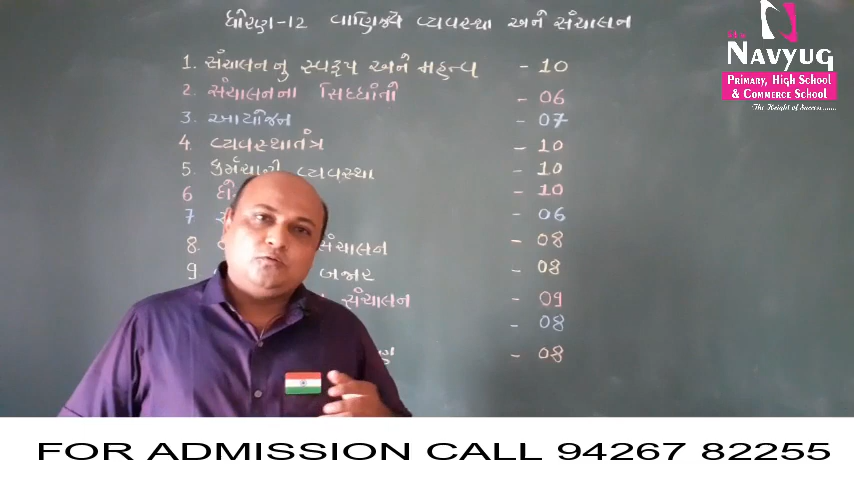 ધોરણ-12 વાણિજ્ય વ્યવસ્થા અને સંચાલન
1. સંચાલનનુ સ્વરૂપ અને મહત્વ - 10
2. સંચાલનના સિધ્ધાંતો - 06
3. આયોજન - 07
4. વ્યવસ્થાતંત્ર - 10
5. કર્મચારી વ્યવસ્થા - 10
6 - 10
7 - 06
8. સંચાલન - 08
9 બજાર - 08
સંચાલન - 09
- 08
- 08
Navyug
Primary, High School
& Commerce School
The Height of Success......
FOR ADMISSION CALL 94267 82255